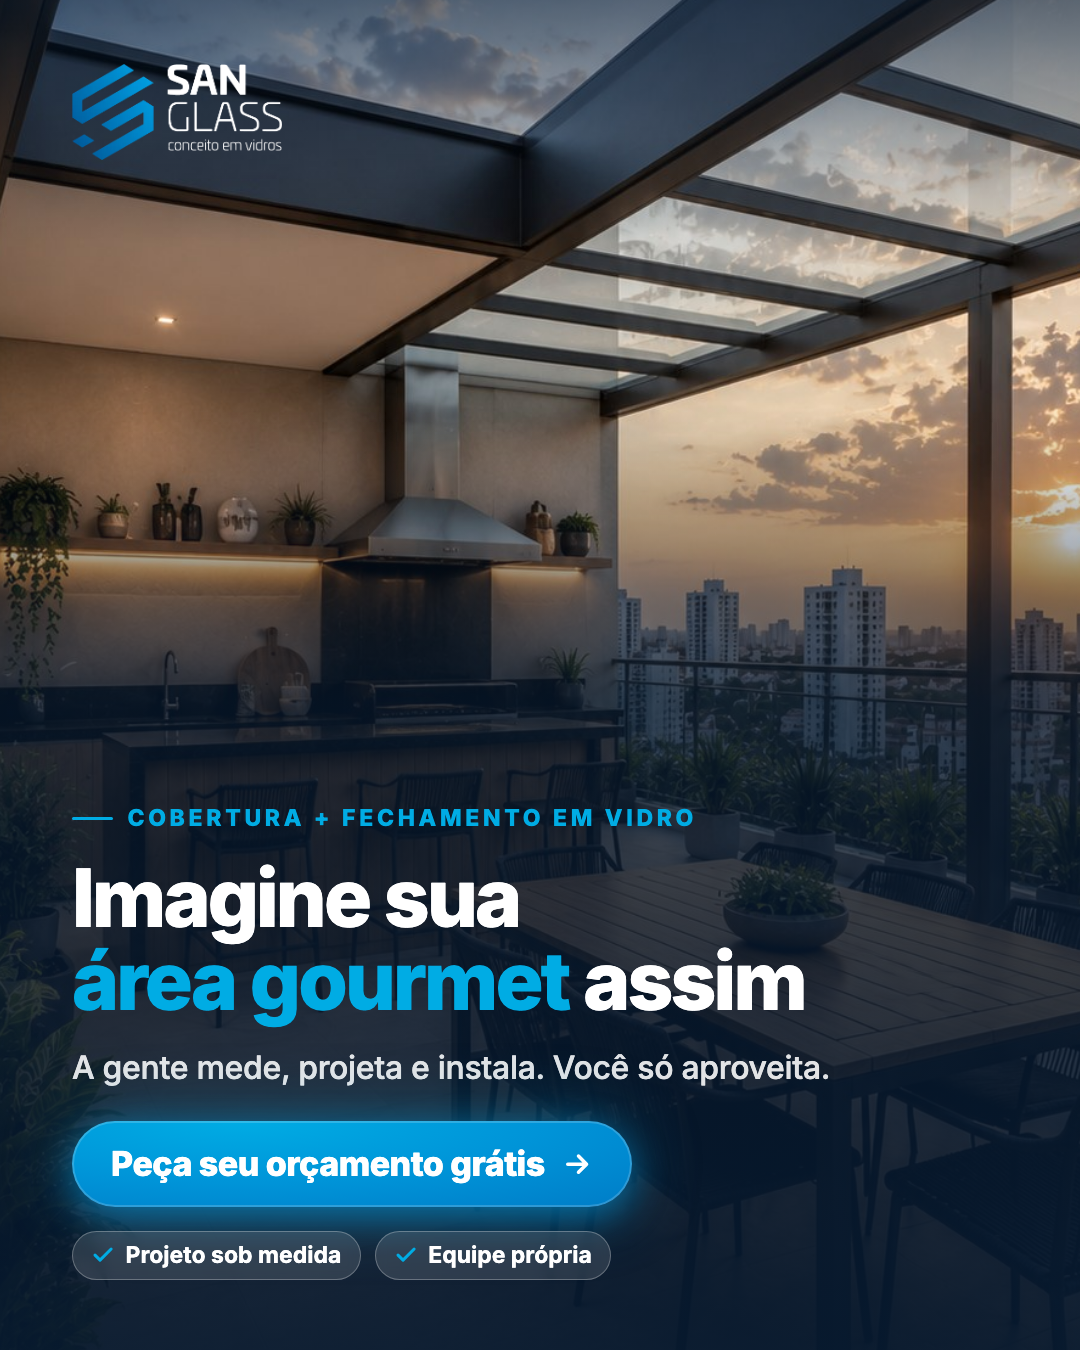 SAN
GLASS
conceito em vidros
COBERTURA + FECHAMENTO EM VIDRO
Imagine sua
área gourmet assim
A gente mede, projeta e instala. Você só aproveita.
Peça seu orçamento grátis →
✓ Projeto sob medida
✓ Equipe própria